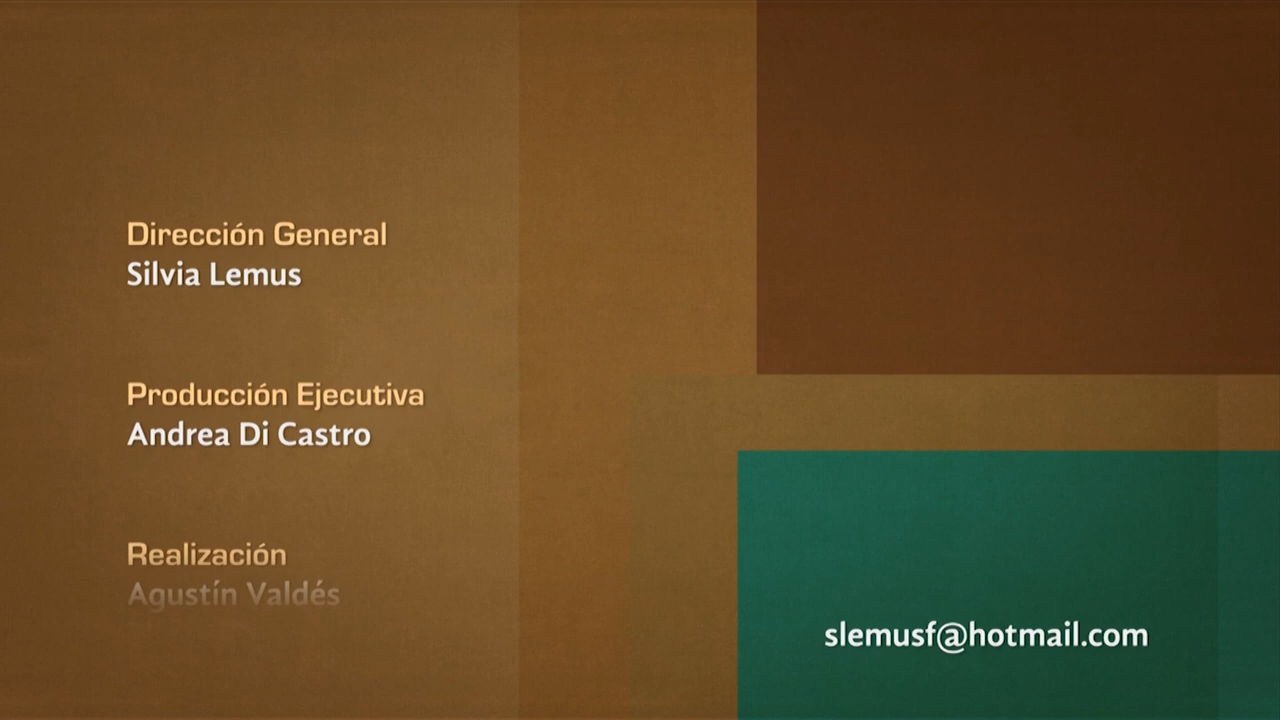 Dirección General
Silvia Lemus
Producción Ejecutiva
Andrea Di Castro
Realización
Agustín Valdés
slemusf@hotmail.com